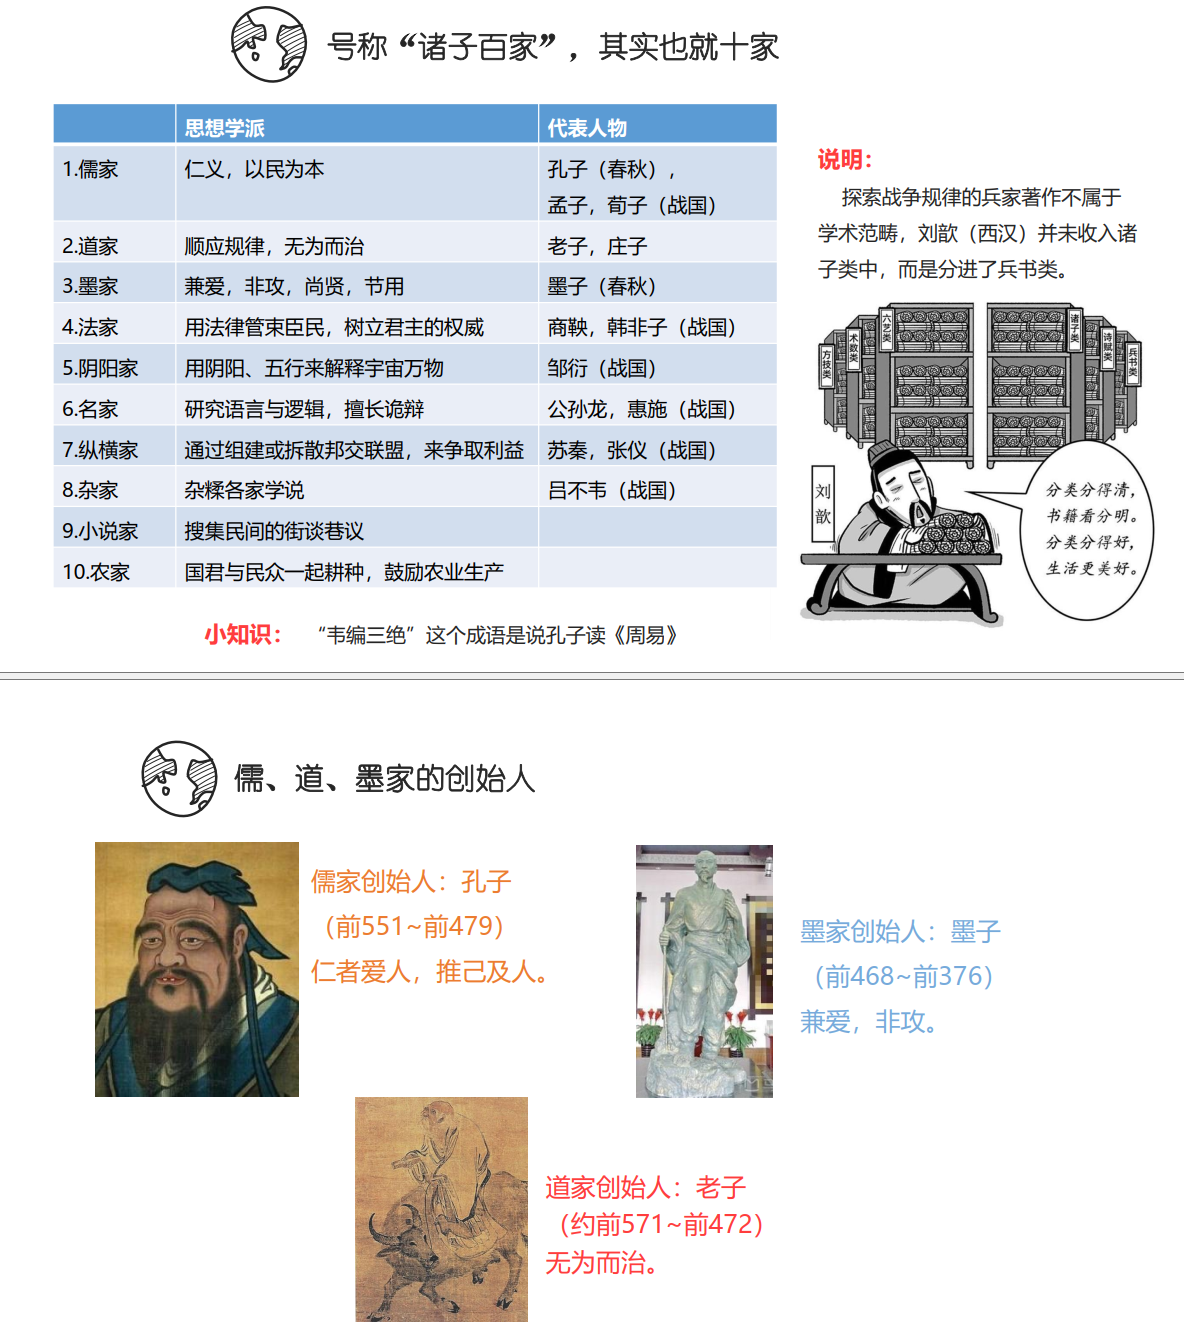 号称“诸子百家”，其实也就十家
思想学派 代表人物
1.儒家 仁义，以民为本 孔子（春秋），
孟子，荀子（战国）
2.道家 顺应规律，无为而治 老子，庄子
3.墨家 兼爱，非攻，尚贤，节用 墨子（春秋）
4.法家 用法律管束臣民，树立君主的权威 商鞅，韩非子（战国）
5.阴阳家 用阴阳、五行来解释宇宙万物 邹衍（战国）
6.名家 研究语言与逻辑，擅长诡辩 公孙龙，惠施（战国）
7.纵横家 通过组建或拆散邦交联盟，来争取利益 苏秦，张仪（战国）
8.杂家 杂糅各家学说 吕不韦（战国）
9.小说家 搜集民间的街谈巷议
10.农家 国君与民众一起耕种，鼓励农业生产
小知识： “韦编三绝”这个成语是说孔子读《周易》
说明：
探索战争规律的兵家著作不属于
学术范畴，刘歆（西汉）并未收入诸
子类中，而是分进了兵书类。
方技类
术数类
六艺类
诸子类
诗赋类
兵书类
刘歆
分类分得清，
书籍看分明。
分类分得好，
生活更美好。
儒、道、墨家的创始人
儒家创始人：孔子
（前551~前479）
仁者爱人，推己及人。
墨家创始人：墨子
（前468~前376）
兼爱，非攻。
道家创始人：老子
（约前571~前472）
无为而治。